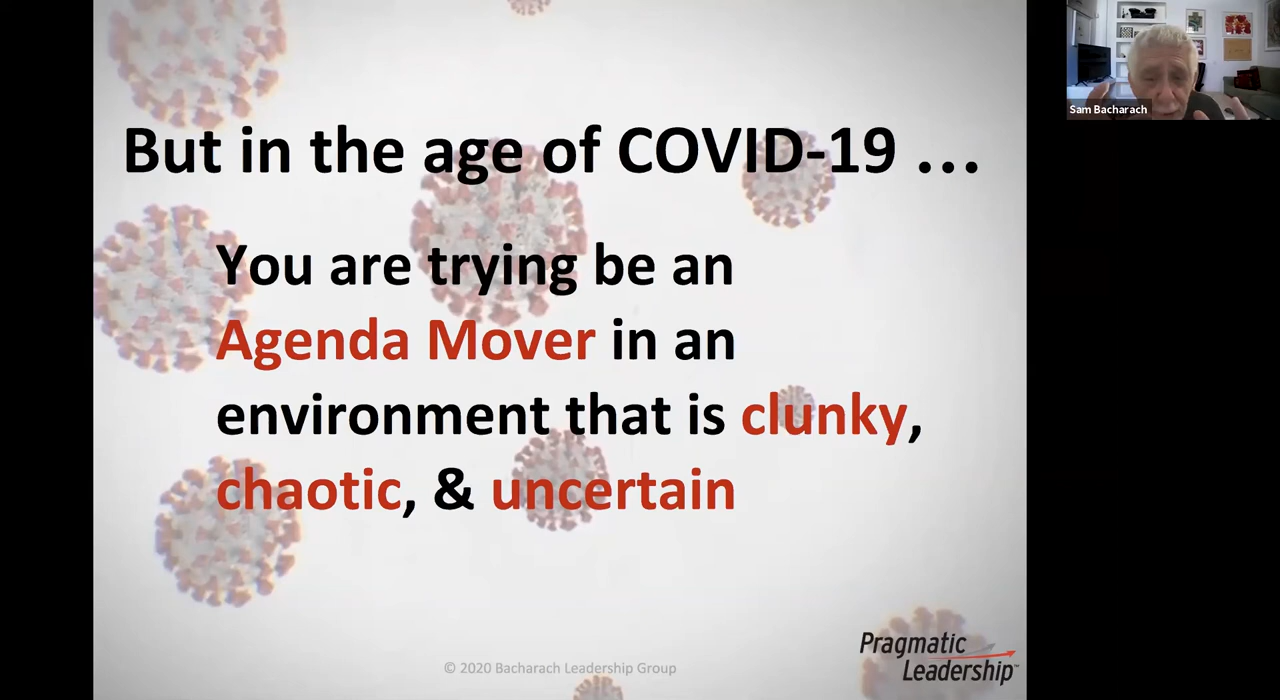 But in the age of COVID-19 …
You are trying be an
Agenda Mover in an
environment that is clunky,
chaotic, & uncertain
© 2020 Bacharach Leadership Group
Pragmatic
Leadership™
Sam Bacharach